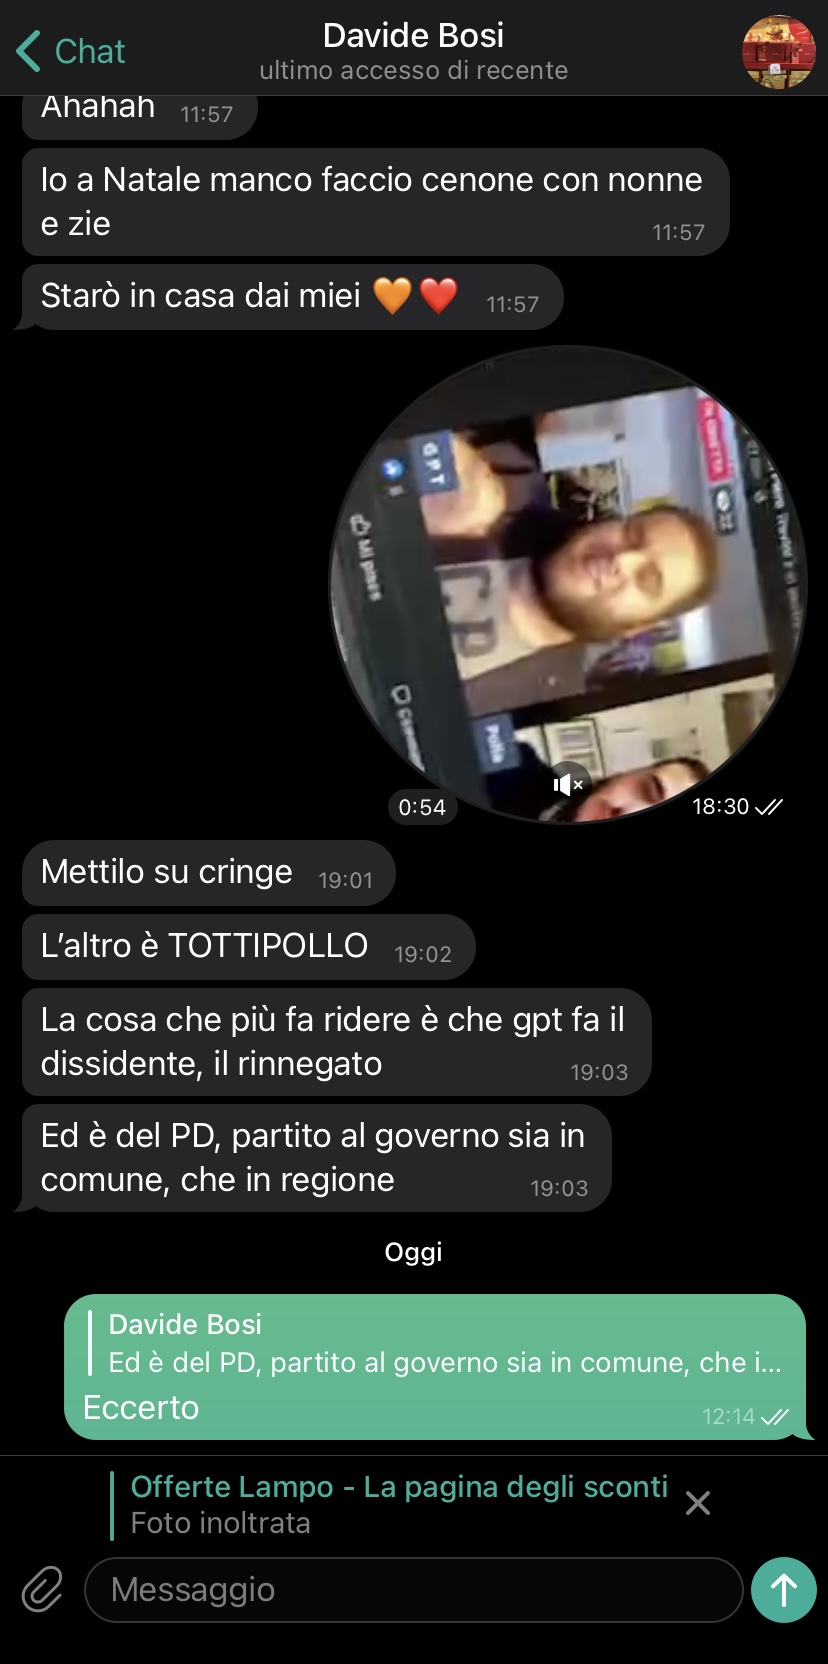 Chat
Davide Bosi
ultimo accesso di recente
Ahahah 11:57
Io a Natale manco faccio cenone con nonne
e zie 11:57
Starò in casa dai miei 🧡❤️ 11:57
GPT
Mi piace
0:54
18:30
Mettilo su cringe 19:01
L'altro è TOTTIPOLLO 19:02
La cosa che più fa ridere è che gpt fa il
dissidente, il rinnegato 19:03
Ed è del PD, partito al governo sia in
comune, che in regione 19:03
Oggi
Davide Bosi
Ed è del PD, partito al governo sia in comune, che i...
Eccerto 12:14
Offerte Lampo - La pagina degli sconti
Foto inoltrata
Messaggio